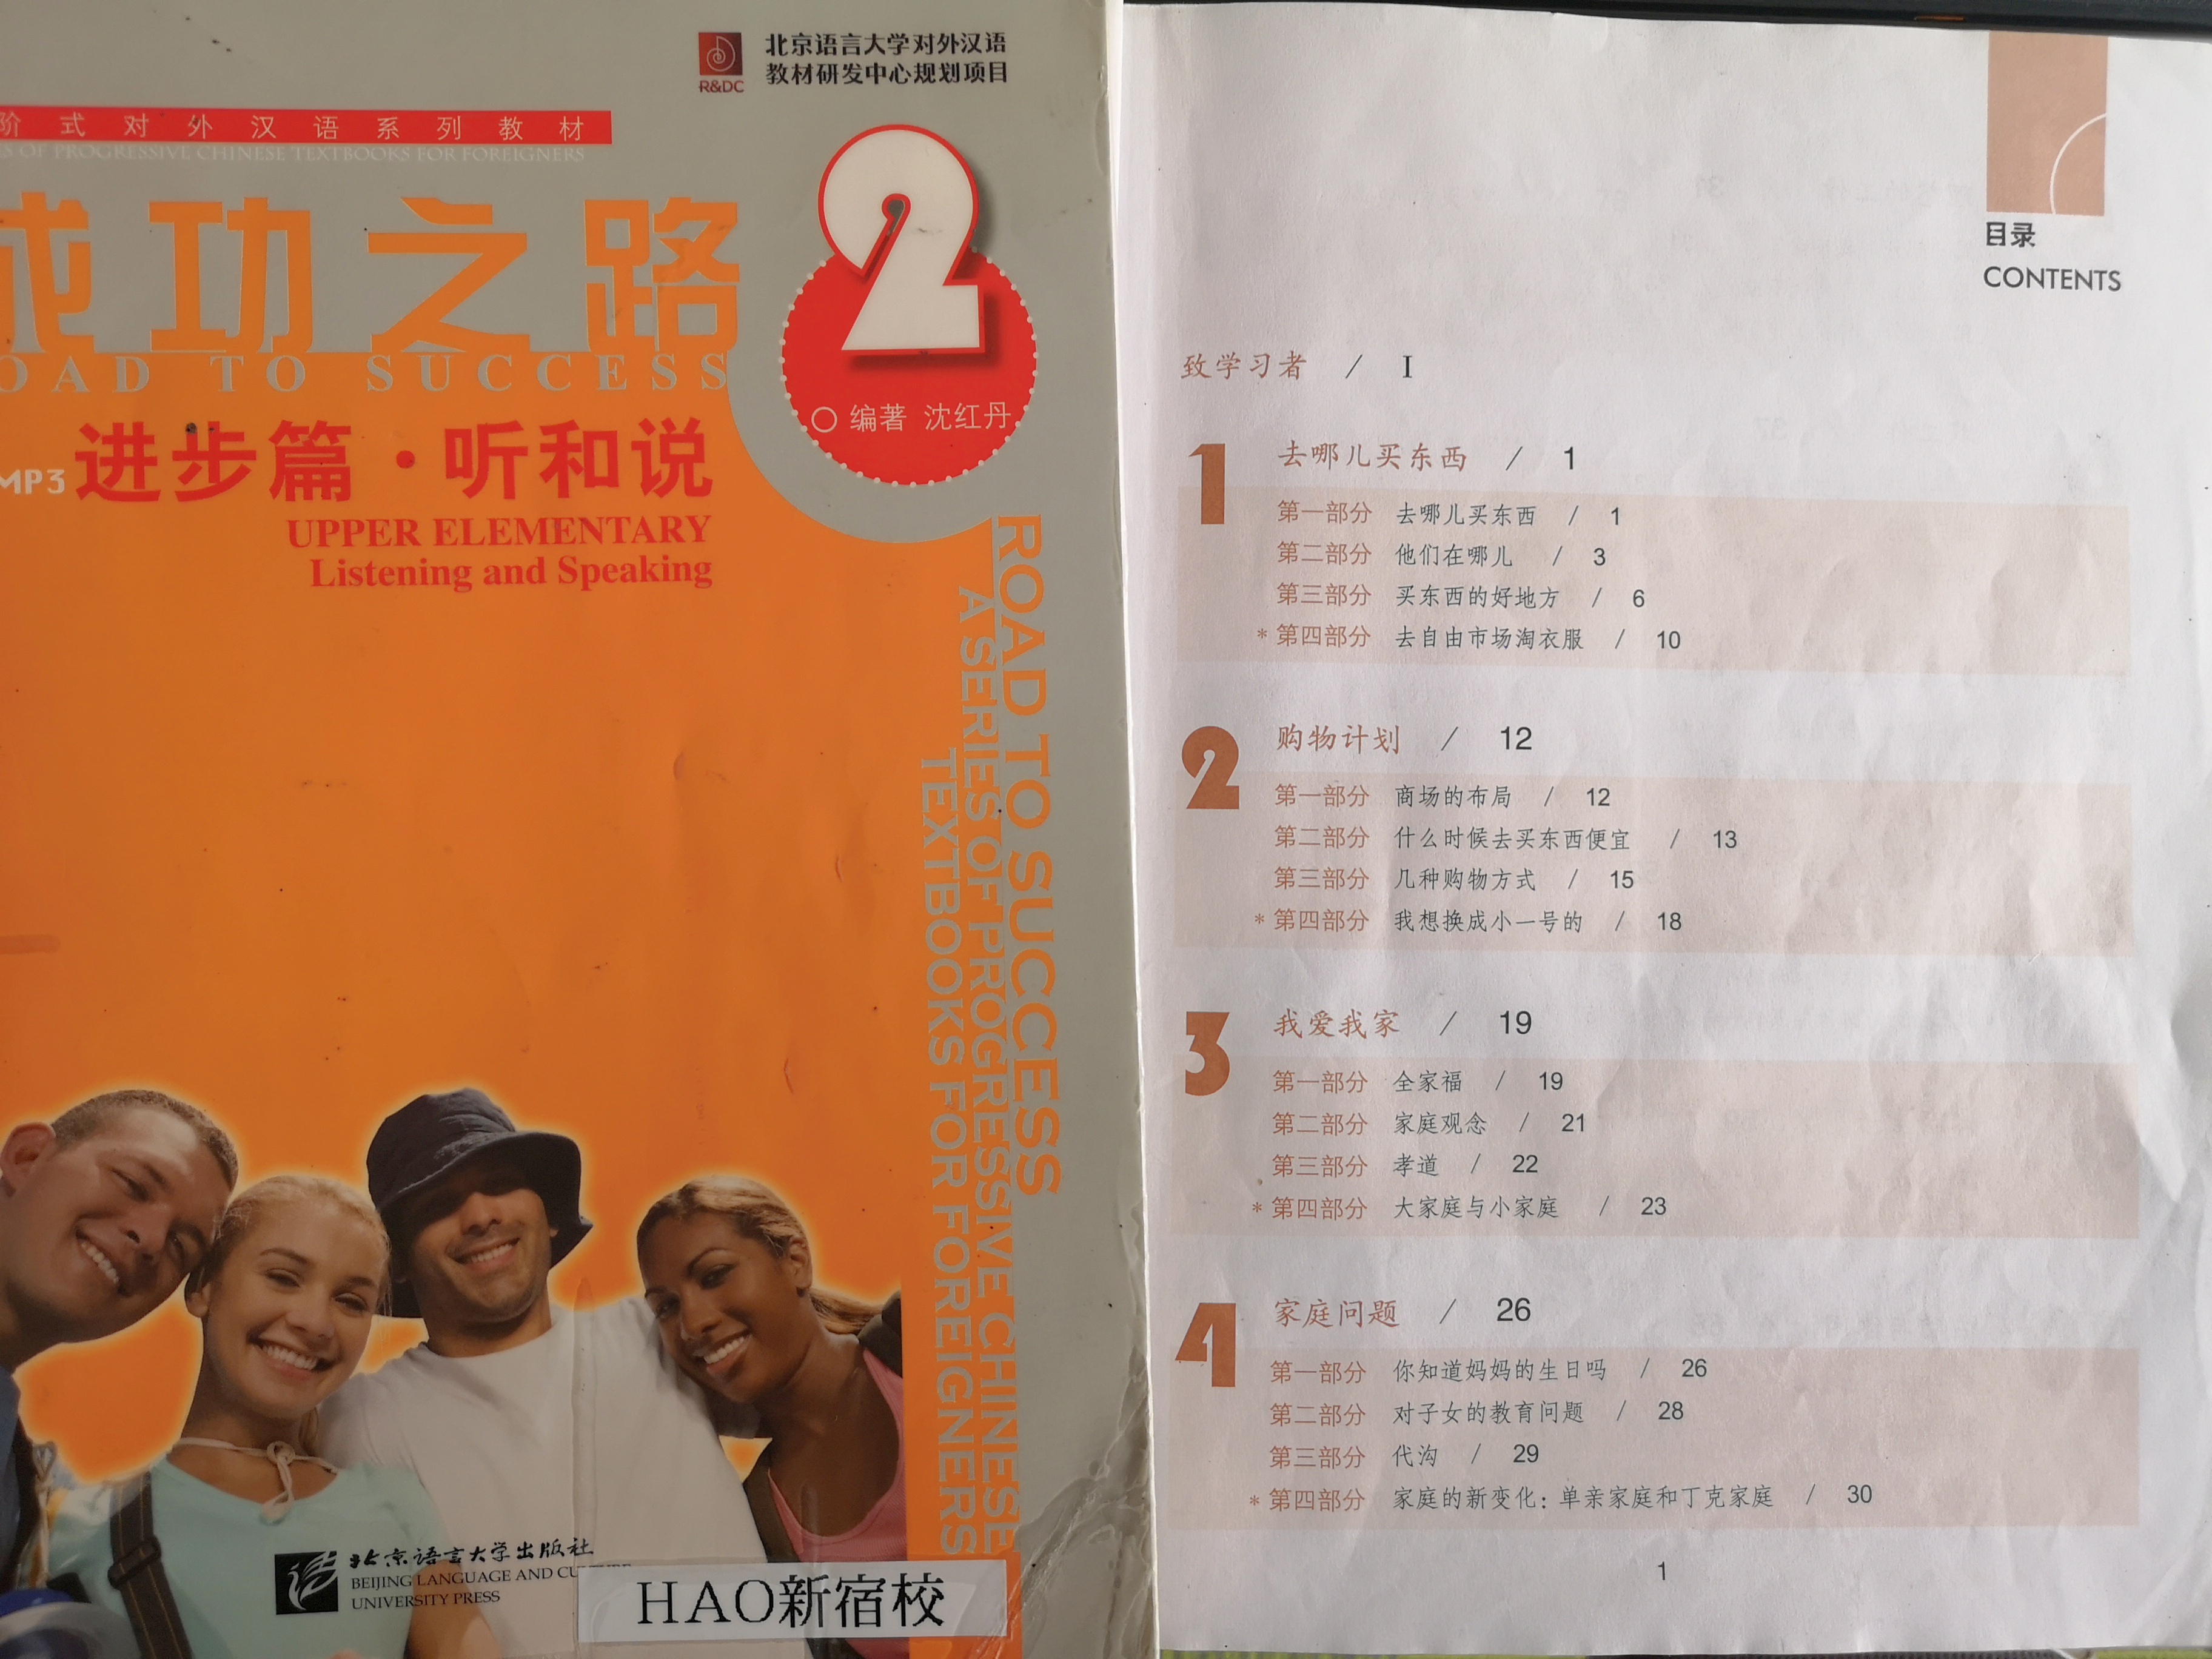 北京语言大学对外汉语
教材研发中心规划项目
R&DC
阶式对外汉语系列教材
ES OF PROGRESSIVE CHINESE TEXTBOOKS FOR FOREIGNERS
成功之路
OAD TO SUCCESS
2
编著 沈红丹
MP3 进步篇·听和说
UPPER ELEMENTARY
Listening and Speaking
ROAD TO SUCCESS
A SERIES OF PROGRESSIVE CHINESE
TEXTBOOKS FOR FOREIGNERS
北京语言大学出版社
BEIJING LANGUAGE AND CU
UNIVERSITY PRESS
HAO新宿校
目录
CONTENTS
致学习者 / I
1 去哪儿买东西 / 1
第一部分 去哪儿买东西 / 1
第二部分 他们在哪儿 / 3
第三部分 买东西的好地方 / 6
*第四部分 去自由市场淘衣服 / 10
2 购物计划 / 12
第一部分 商场的布局 / 12
第二部分 什么时候去买东西便宜 / 13
第三部分 几种购物方式 / 15
*第四部分 我想换成小一号的 / 18
3 我爱我家 / 19
第一部分 全家福 / 19
第二部分 家庭观念 / 21
第三部分 孝道 / 22
*第四部分 大家庭与小家庭 / 23
4 家庭问题 / 26
第一部分 你知道妈妈的生日吗 / 26
第二部分 对子女的教育问题 / 28
第三部分 代沟 / 29
*第四部分 家庭的新变化：单亲家庭和丁克家庭 / 30
1